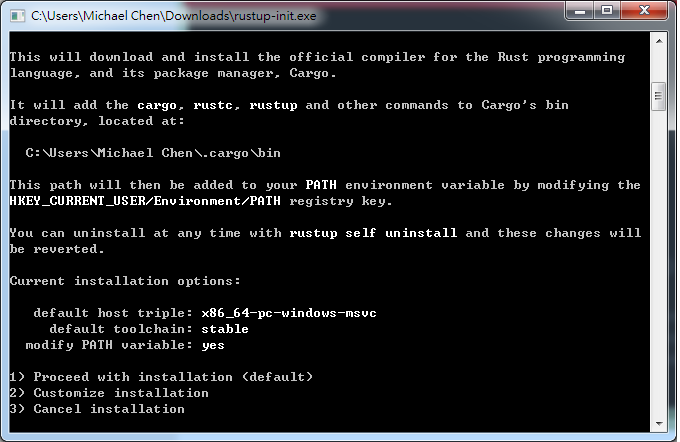 C:\Users\Michael Chen\Downloads\rustup-init.exe
This will download and install the official compiler for the Rust programming
language, and its package manager, Cargo.
It will add the cargo, rustc, rustup and other commands to Cargo's bin
directory, located at:
C:\Users\Michael Chen\.cargo\bin
This path will then be added to your PATH environment variable by modifying the
HKEY_CURRENT_USER/Environment/PATH registry key.
You can uninstall at any time with rustup self uninstall and these changes will
be reverted.
Current installation options:
default host triple: x86_64-pc-windows-msvc
default toolchain: stable
modify PATH variable: yes
1) Proceed with installation (default)
2) Customize installation
3) Cancel installation